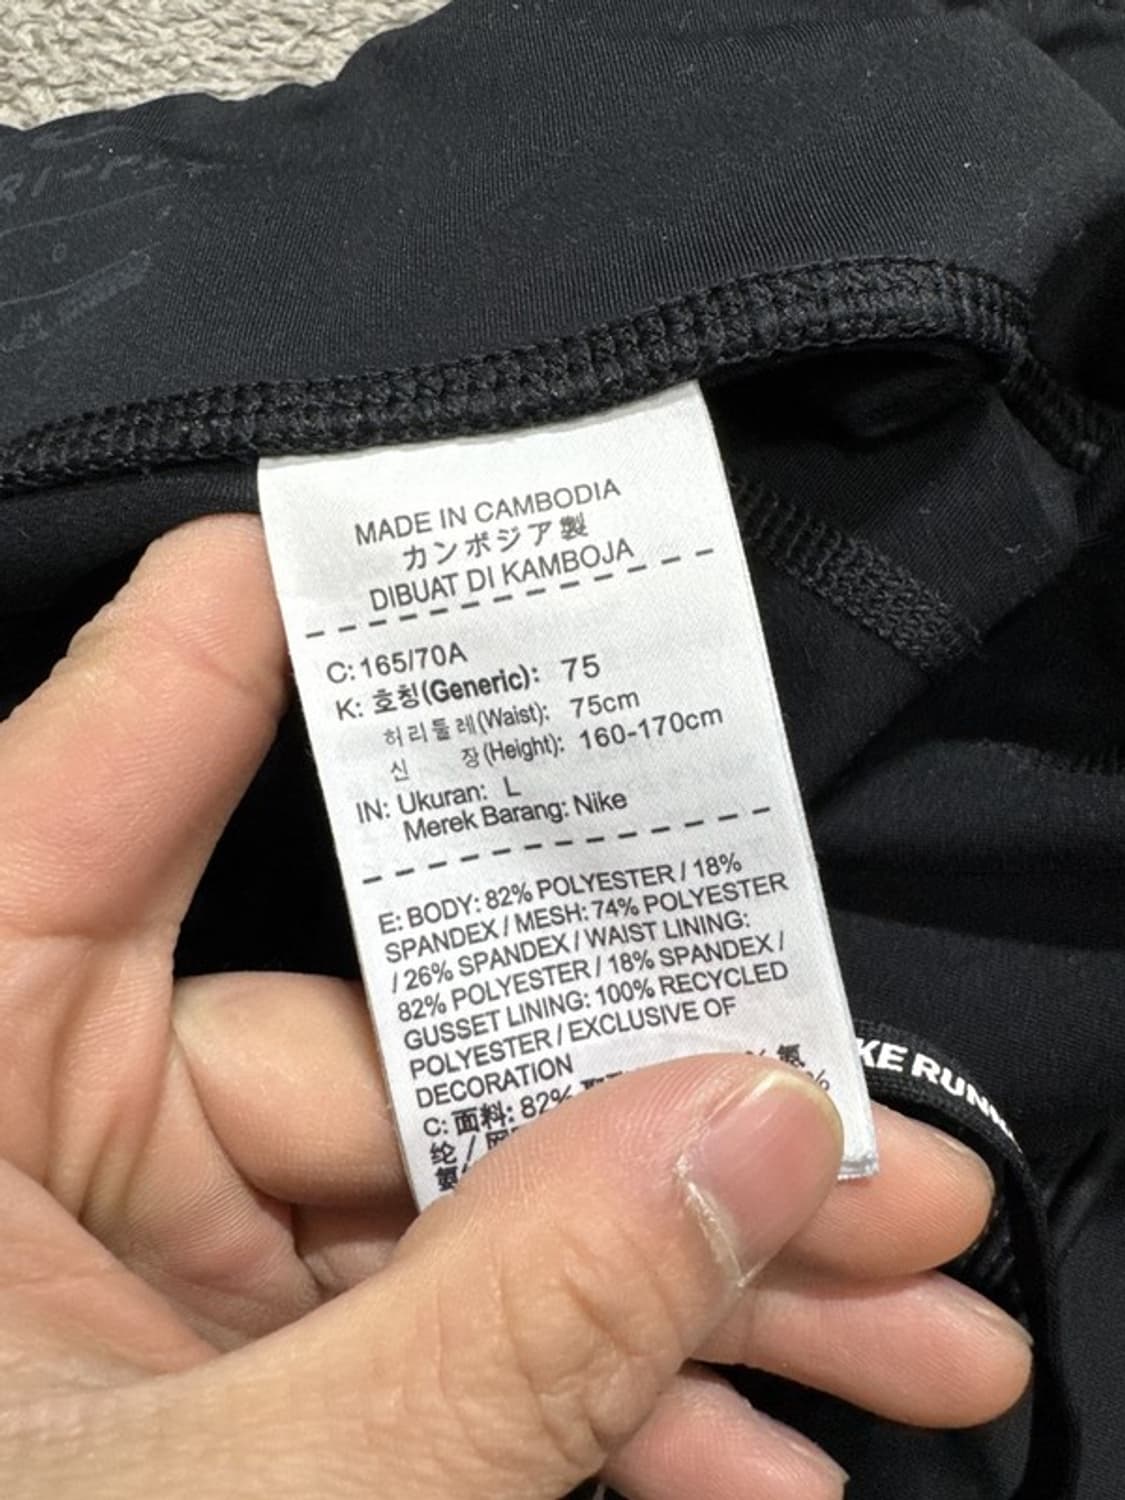 MADE IN CAMBODIA
カンボジア製
DIBUAT DI KAMBOJA
C: 165/70A
K: 호칭(Generic): 75
허리둘레(Waist): 75cm
신 장(Height): 160-170cm
IN: Ukuran: L
Merek Barang: Nike
E: BODY: 82% POLYESTER / 18%
SPANDEX / MESH: 74% POLYESTER
/ 26% SPANDEX / WAIST LINING:
82% POLYESTER / 18% SPANDEX /
GUSSET LINING: 100% RECYCLED
POLYESTER / EXCLUSIVE OF
DECORATION
C: 面料: 82%
% 氨
纶 /
%
氨
KE RUN